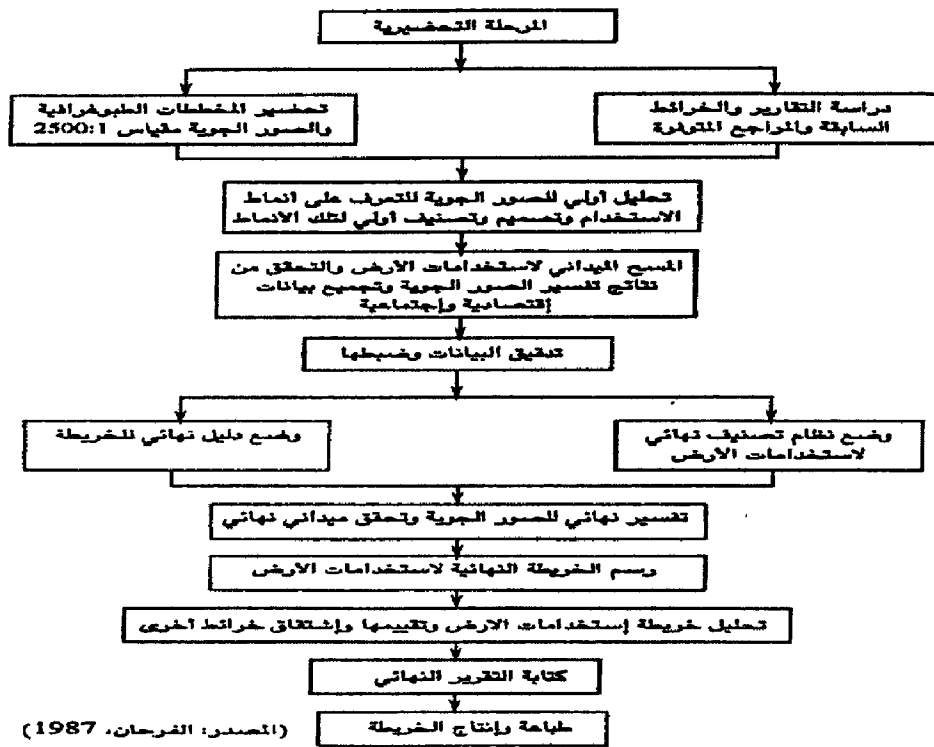 المرحلة التحضيرية
دراسة التقارير والخرائط
السابقة والمراجع المتوفرة
تحضير المخططات الطبوغرافية
والصور الجوية مقياس 2500:1
تحليل أولي للصور الجوية للتعرف على انماط
الاستخدام وتصميم وتصنيف أولي لتلك الانماط
المسح الميداني لاستخدامات الأرض والتحقق من
نتائج تفسير الصور الجوية وتجميع بيانات
إقتصادية وإجتماعية
تدقيق البيانات وضبطها
وضع نظام تصنيف نهائي
لاستخدامات الأرض
وضع دليل نهائي للخريطة
تفسير نهائي للصور الجوية وتحقق ميداني نهائي
رسم الخريطة النهائية لاستخدامات الأرض
تحليل خريطة إستخدامات الأرض وتقييمها وإشتقاق خرائط أخرى
كتابة التقرير النهائي
طباعة وإنتاج الخريطة
(المصدر: الفرحان، 1987)